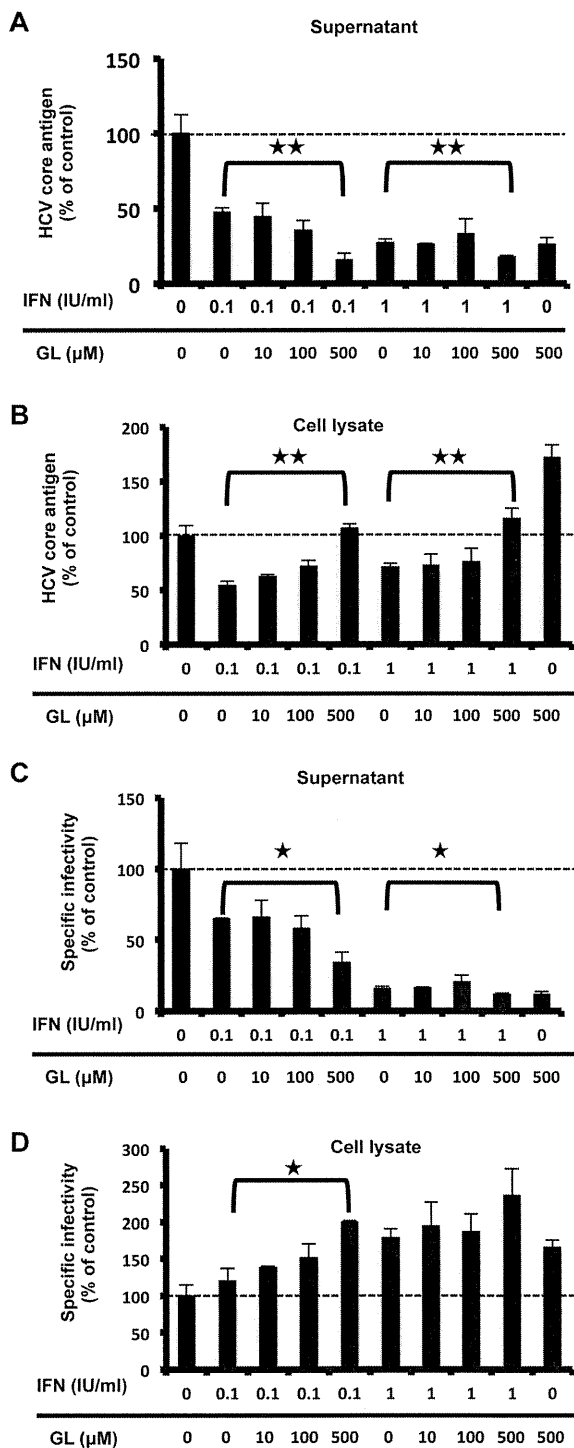 A
Supernatant
HCV core antigen
(% of control)
150
100
50
0
★★ ★★
IFN (IU/ml) 0 0.1 0.1 0.1 0.1 1 1 1 1 0
GL (µM) 0 0 10 100 500 0 10 100 500 500
B
Cell lysate
HCV core antigen
(% of control)
200
150
100
50
0
★★ ★★
IFN (IU/ml) 0 0.1 0.1 0.1 0.1 1 1 1 1 0
GL (µM) 0 0 10 100 500 0 10 100 500 500
C
Supernatant
Specific infectivity
(% of control)
150
100
50
0
★ ★
IFN (IU/ml) 0 0.1 0.1 0.1 0.1 1 1 1 1 0
GL (µM) 0 0 10 100 500 0 10 100 500 500
D
Cell lysate
Specific infectivity
(% of control)
300
250
200
150
100
50
0
★
IFN (IU/ml) 0 0.1 0.1 0.1 0.1 1 1 1 1 0
GL (µM) 0 0 10 100 500 0 10 100 500 500